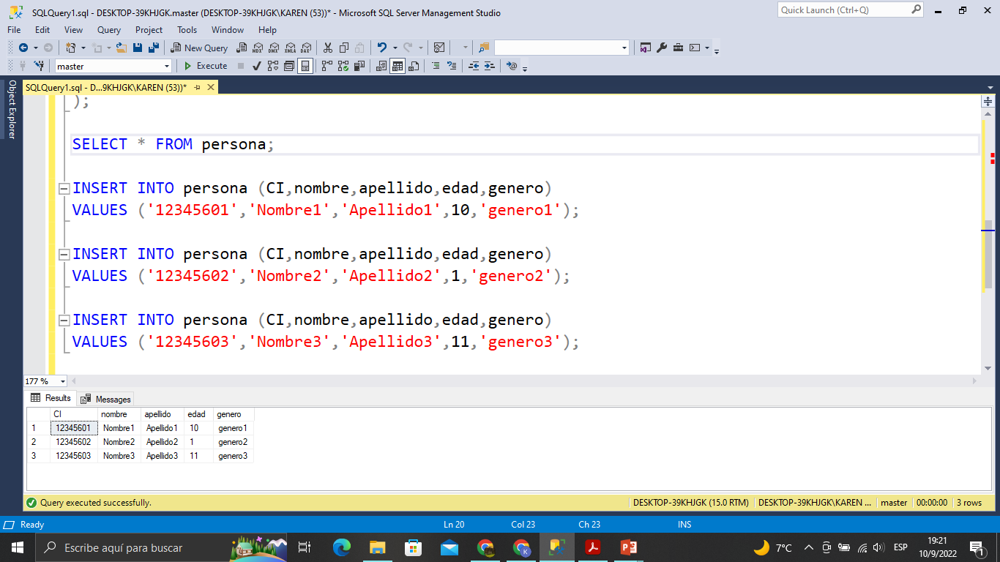 SQLQuery1.sql - DESKTOP-39KHJGK.master (DESKTOP-39KHJGK\KAREN (53))* - Microsoft SQL Server Management Studio
Quick Launch (Ctrl+Q)
File Edit View Query Project Tools Window Help
New Query MDX DMX XMLA DAX
master Execute
Object Explorer
SQLQuery1.sql - D...9KHJGK\KAREN (53))*
);
SELECT * FROM persona;
INSERT INTO persona (CI,nombre,apellido,edad,genero)
VALUES ('12345601','Nombre1','Apellido1',10,'genero1');
INSERT INTO persona (CI,nombre,apellido,edad,genero)
VALUES ('12345602','Nombre2','Apellido2',1,'genero2');
INSERT INTO persona (CI,nombre,apellido,edad,genero)
VALUES ('12345603','Nombre3','Apellido3',11,'genero3');
177 %
Results Messages
CI nombre apellido edad genero
1 12345601 Nombre1 Apellido1 10 genero1
2 12345602 Nombre2 Apellido2 1 genero2
3 12345603 Nombre3 Apellido3 11 genero3
Query executed successfully. DESKTOP-39KHJGK (15.0 RTM) DESKTOP-39KHJGK\KAREN ... master 00:00:00 3 rows
Ready Ln 20 Col 23 Ch 23 INS
Escribe aquí para buscar 7°C ESP 19:21
10/9/2022 1